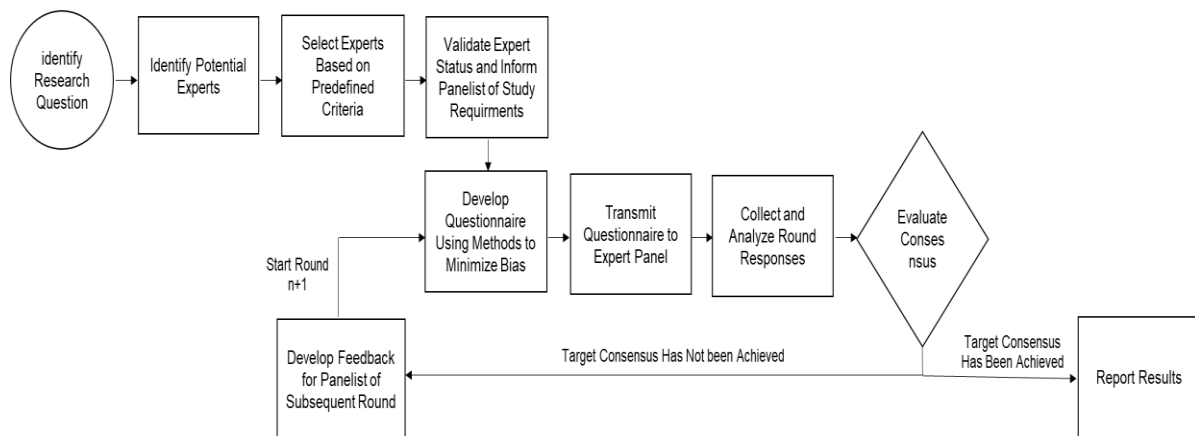 identify
Research
Question
Identify Potential
Experts
Select Experts
Based on
Predefined
Criteria
Validate Expert
Status and Inform
Panelist of Study
Requirments
Develop
Questionnaire
Using Methods to
Minimize Bias
Transmit
Questionnaire to
Expert Panel
Collect and
Analyze Round
Responses
Evaluate
Conses
nsus
Start Round
n+1
Develop Feedback
for Panelist of
Subsequent Round
Target Consensus Has Not been Achieved
Target Consensus
Has Been Achieved
Report Results